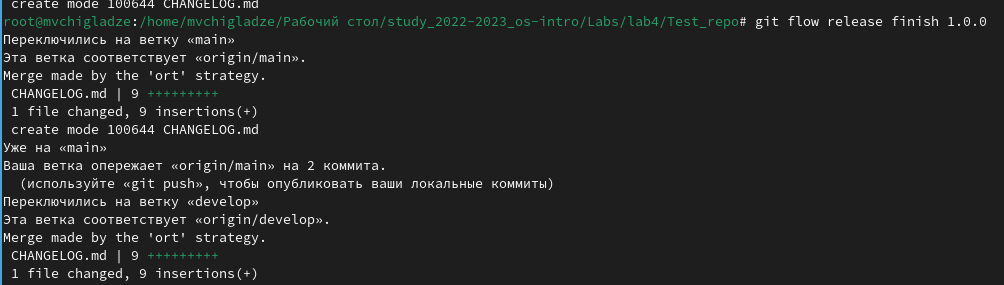 create mode 100644 CHANGELOG.md
root@mvchigladze:/home/mvchigladze/Рабочий стол/study_2022-2023_os-intro/Labs/lab4/Test_repo# git flow release finish 1.0.0
Переключились на ветку «main»
Эта ветка соответствует «origin/main».
Merge made by the 'ort' strategy.
CHANGELOG.md | 9 +++++++++
1 file changed, 9 insertions(+)
create mode 100644 CHANGELOG.md
Уже на «main»
Ваша ветка опережает «origin/main» на 2 коммита.
(используйте «git push», чтобы опубликовать ваши локальные коммиты)
Переключились на ветку «develop»
Эта ветка соответствует «origin/develop».
Merge made by the 'ort' strategy.
CHANGELOG.md | 9 +++++++++
1 file changed, 9 insertions(+)